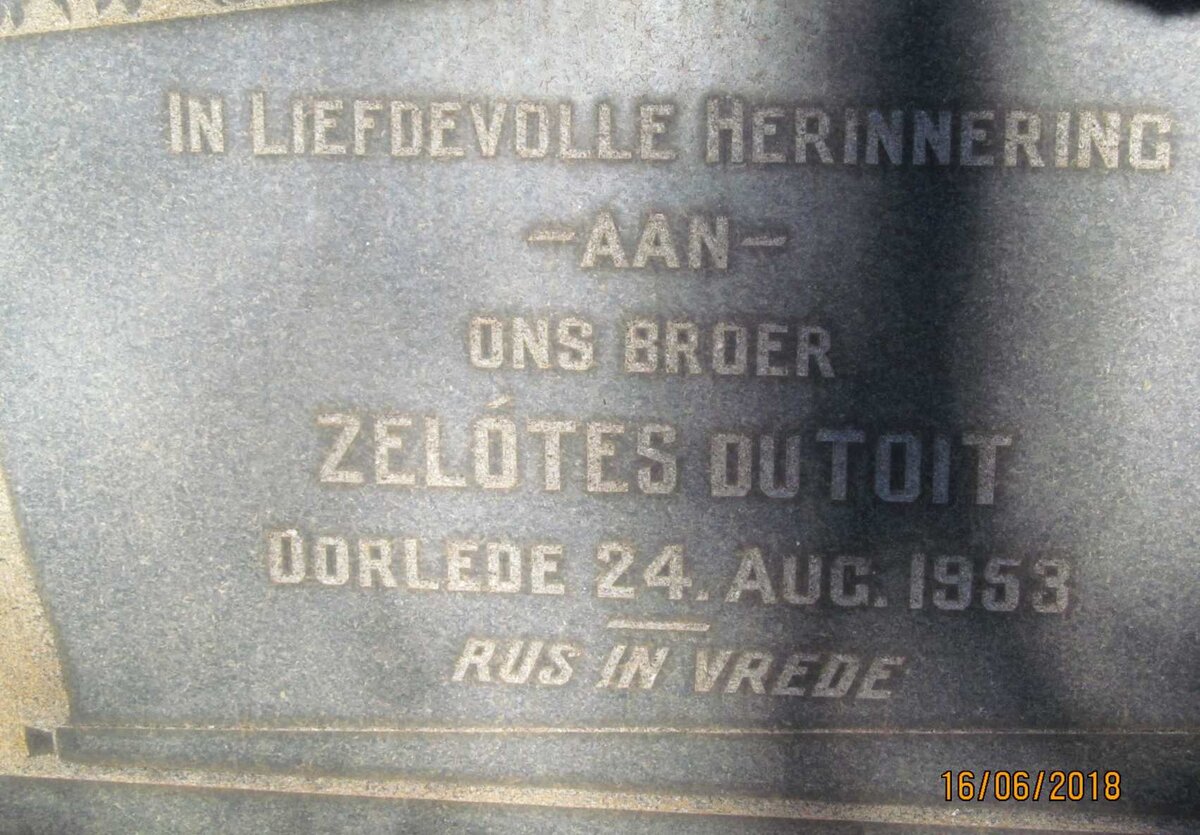 IN LIEFDEVOLLE HERINNERING
—AAN—
ONS BROER
ZELÓTES DU TOIT
OORLEDE 24. AUG. 1953
RUS IN VREDE
16/06/2018